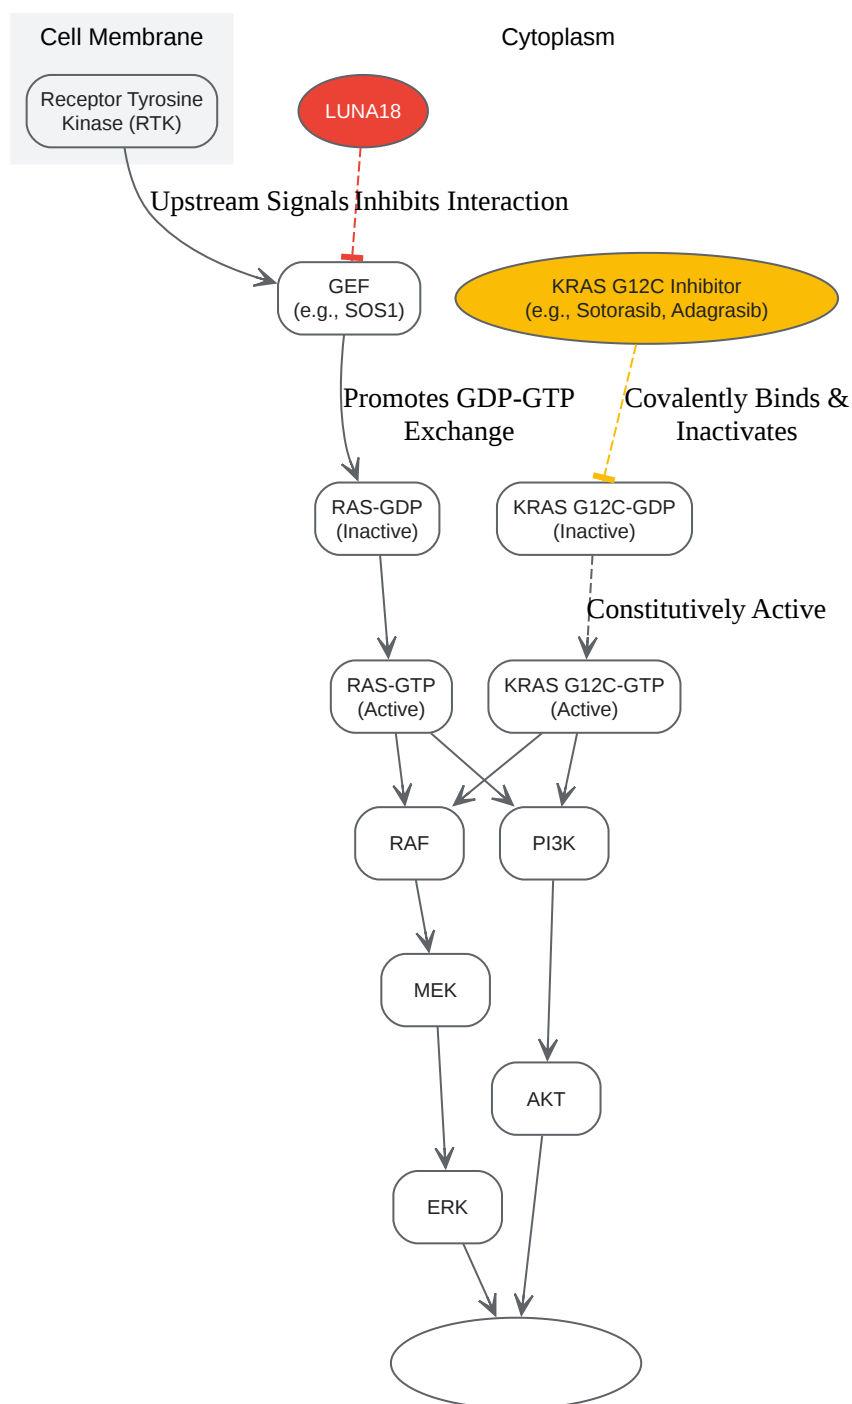 Cell Membrane
Cytoplasm
Receptor Tyrosine
Kinase (RTK)
LUNA18
Upstream Signals
Inhibits Interaction
GEF
(e.g., SOS1)
KRAS G12C Inhibitor
(e.g., Sotorasib, Adagrasib)
Promotes GDP-GTP
Exchange
Covalently Binds &
Inactivates
RAS-GDP
(Inactive)
KRAS G12C-GDP
(Inactive)
Constitutively Active
RAS-GTP
(Active)
KRAS G12C-GTP
(Active)
RAF
PI3K
MEK
AKT
ERK